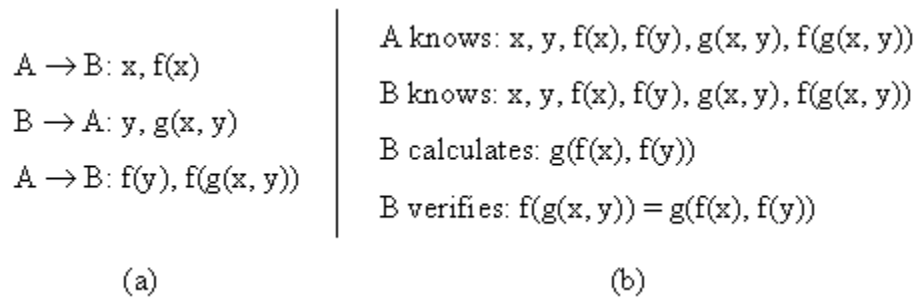 A → B: x, f(x)
B → A: y, g(x, y)
A → B: f(y), f(g(x, y))
(a)
A knows: x, y, f(x), f(y), g(x, y), f(g(x, y))
B knows: x, y, f(x), f(y), g(x, y), f(g(x, y))
B calculates: g(f(x), f(y))
B verifies: f(g(x, y)) = g(f(x), f(y))
(b)